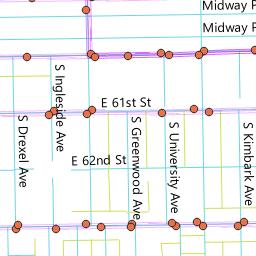 Midway P
Midway P
E 61st St
S Ingleside Ave
S Drexel Ave
E 62nd St
S Greenwood Ave
S University Ave
S Kimbark Ave